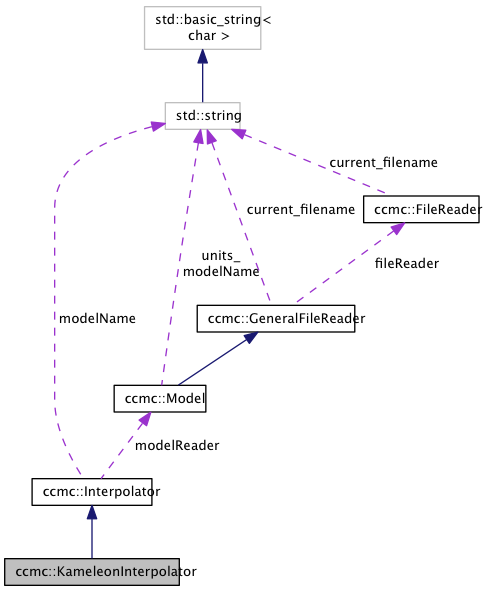 std::basic_string<
char >
std::string
current_filename
current_filename
ccmc::FileReader
units_
modelName
fileReader
modelName
ccmc::GeneralFileReader
ccmc::Model
modelReader
ccmc::Interpolator
ccmc::KameleonInterpolator